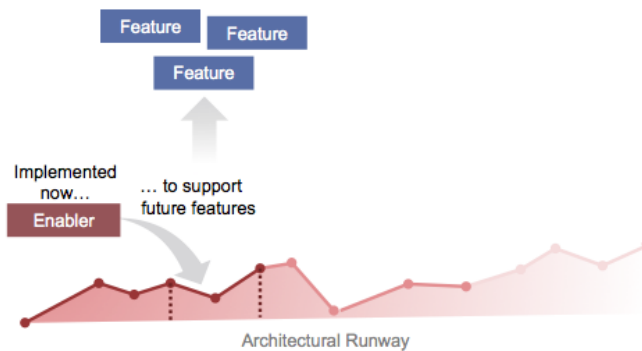 Feature
Feature
Feature
Implemented
now…
… to support
future features
Enabler
Architectural Runway